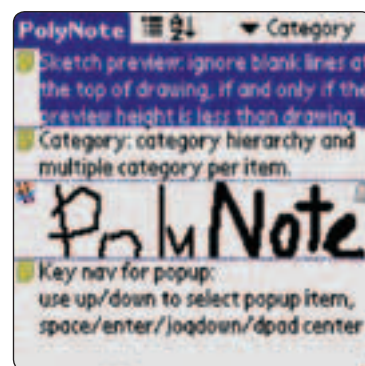 PolyNote ▼ Category
Sketch preview: ignore blank lines at
the top of drawing, if and only if the
preview height is less than drawing
Category: category hierarchy and
multiple category per item.
PolyNote
Key nav for popup:
use up/down to select popup item,
space/enter/jogdown/dpad center